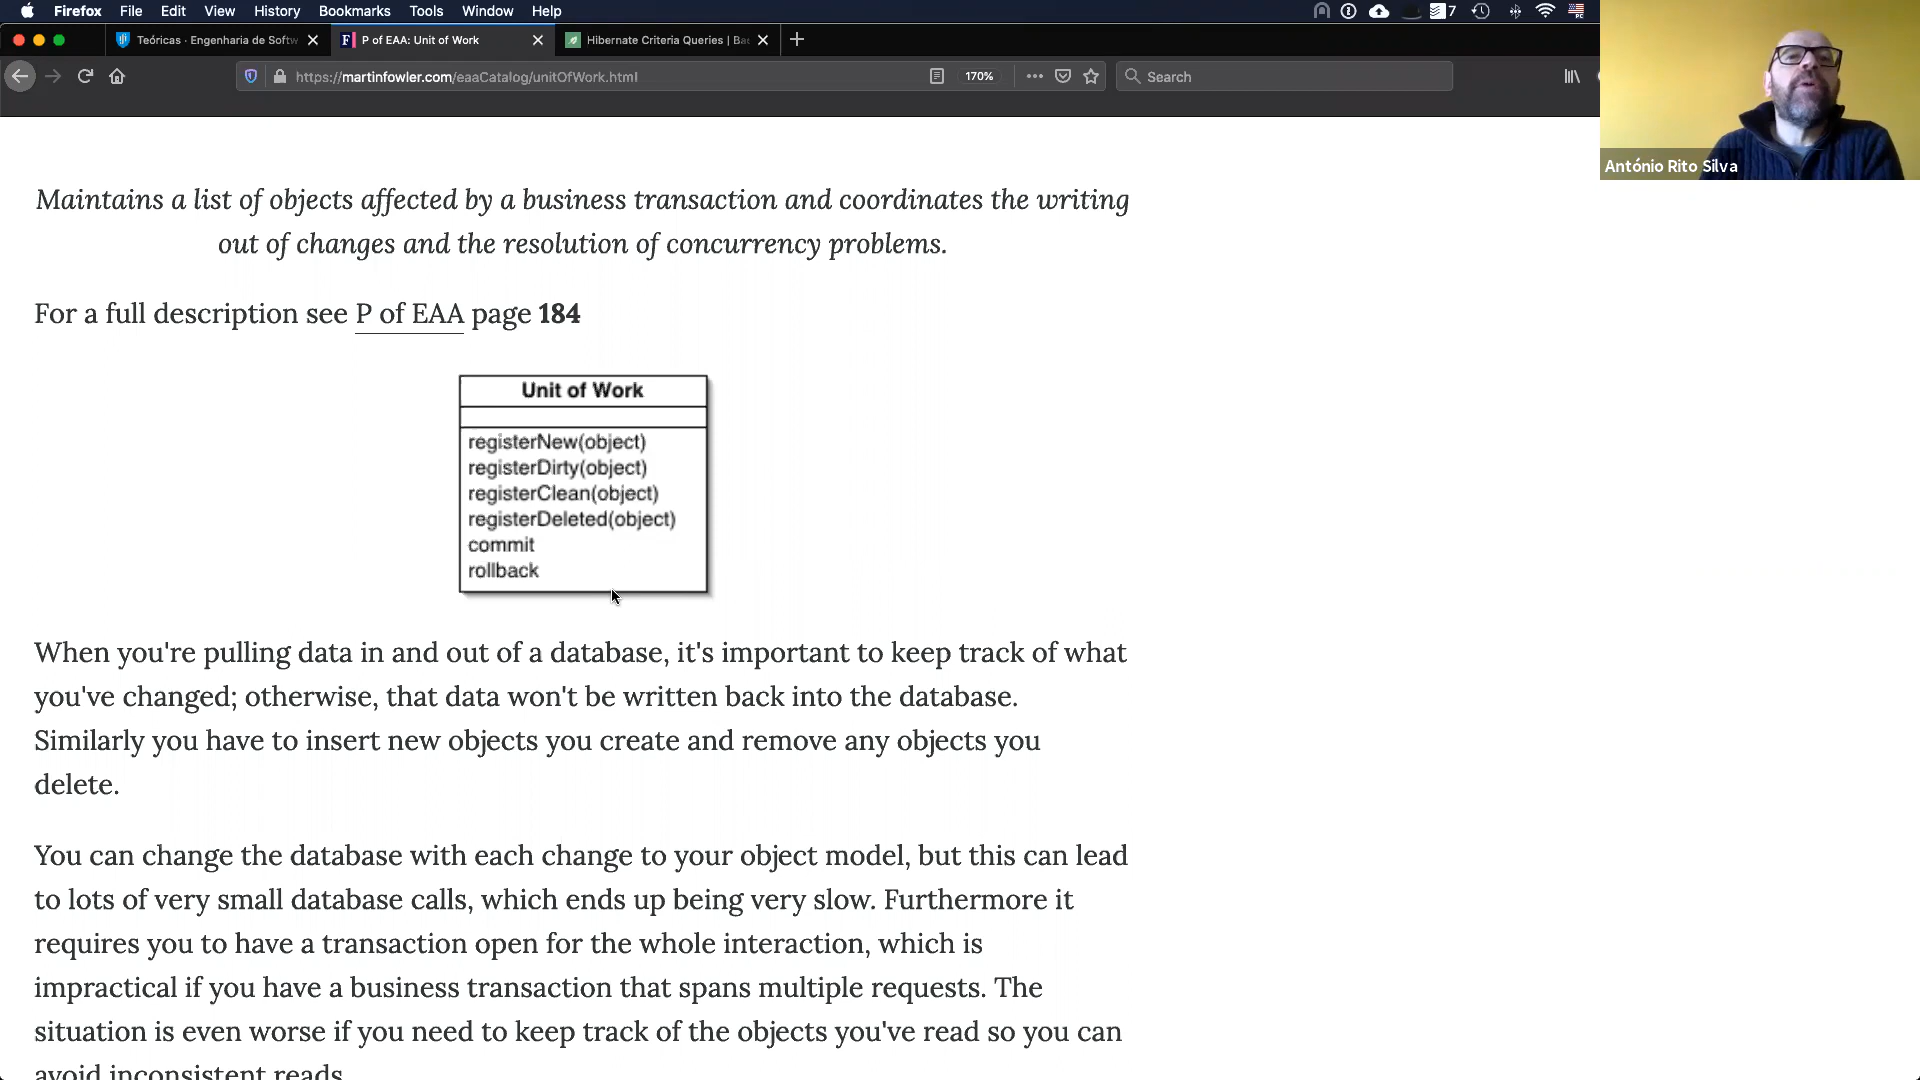 Firefox File Edit View History Bookmarks Tools Window Help 7
Teóricas · Engenharia de Softw P of EAA: Unit of Work Hibernate Criteria Queries | Ba
https://martinfowler.com/eaaCatalog/unitOfWork.html 170% Search
António Rito Silva
Maintains a list of objects affected by a business transaction and coordinates the writing
out of changes and the resolution of concurrency problems.
For a full description see P of EAA page 184
Unit of Work
registerNew(object)
registerDirty(object)
registerClean(object)
registerDeleted(object)
commit
rollback
When you're pulling data in and out of a database, it's important to keep track of what
you've changed; otherwise, that data won't be written back into the database.
Similarly you have to insert new objects you create and remove any objects you
delete.
You can change the database with each change to your object model, but this can lead
to lots of very small database calls, which ends up being very slow. Furthermore it
requires you to have a transaction open for the whole interaction, which is
impractical if you have a business transaction that spans multiple requests. The
situation is even worse if you need to keep track of the objects you've read so you can
avoid inconsistent reads.